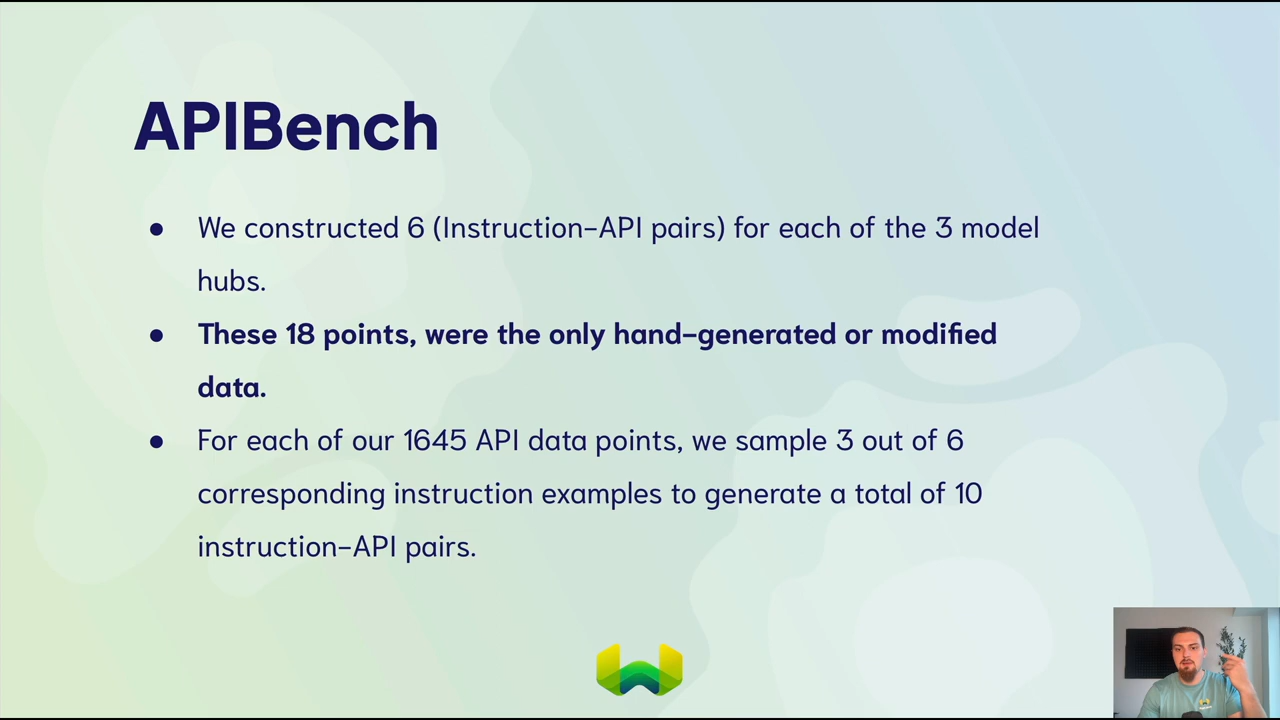 APIBench
● We constructed 6 (Instruction-API pairs) for each of the 3 model
hubs.
● These 18 points, were the only hand-generated or modified
data.
● For each of our 1645 API data points, we sample 3 out of 6
corresponding instruction examples to generate a total of 10
instruction-API pairs.